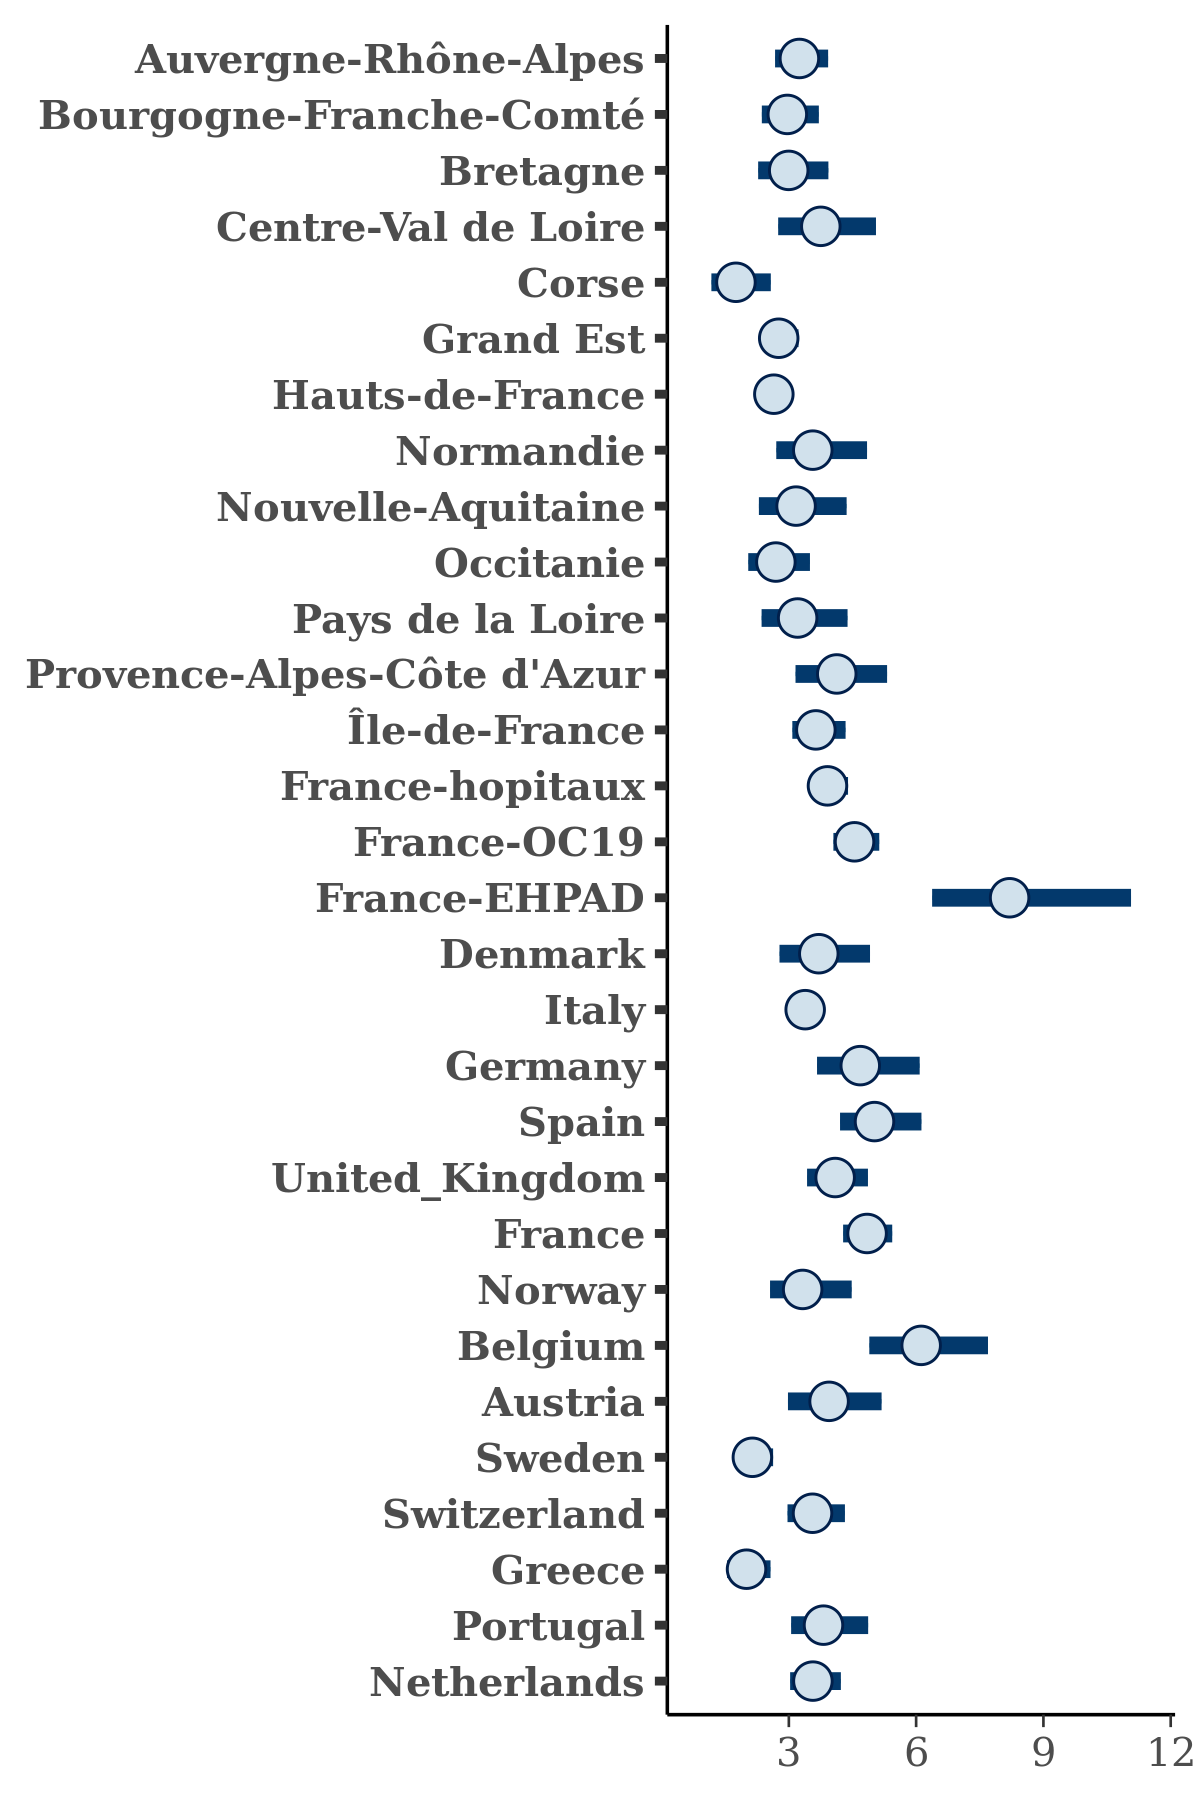 Auvergne-Rhône-Alpes
Bourgogne-Franche-Comté
Bretagne
Centre-Val de Loire
Corse
Grand Est
Hauts-de-France
Normandie
Nouvelle-Aquitaine
Occitanie
Pays de la Loire
Provence-Alpes-Côte d'Azur
Île-de-France
France-hopitaux
France-OC19
France-EHPAD
Denmark
Italy
Germany
Spain
United_Kingdom
France
Norway
Belgium
Austria
Sweden
Switzerland
Greece
Portugal
Netherlands
3 6 9 12